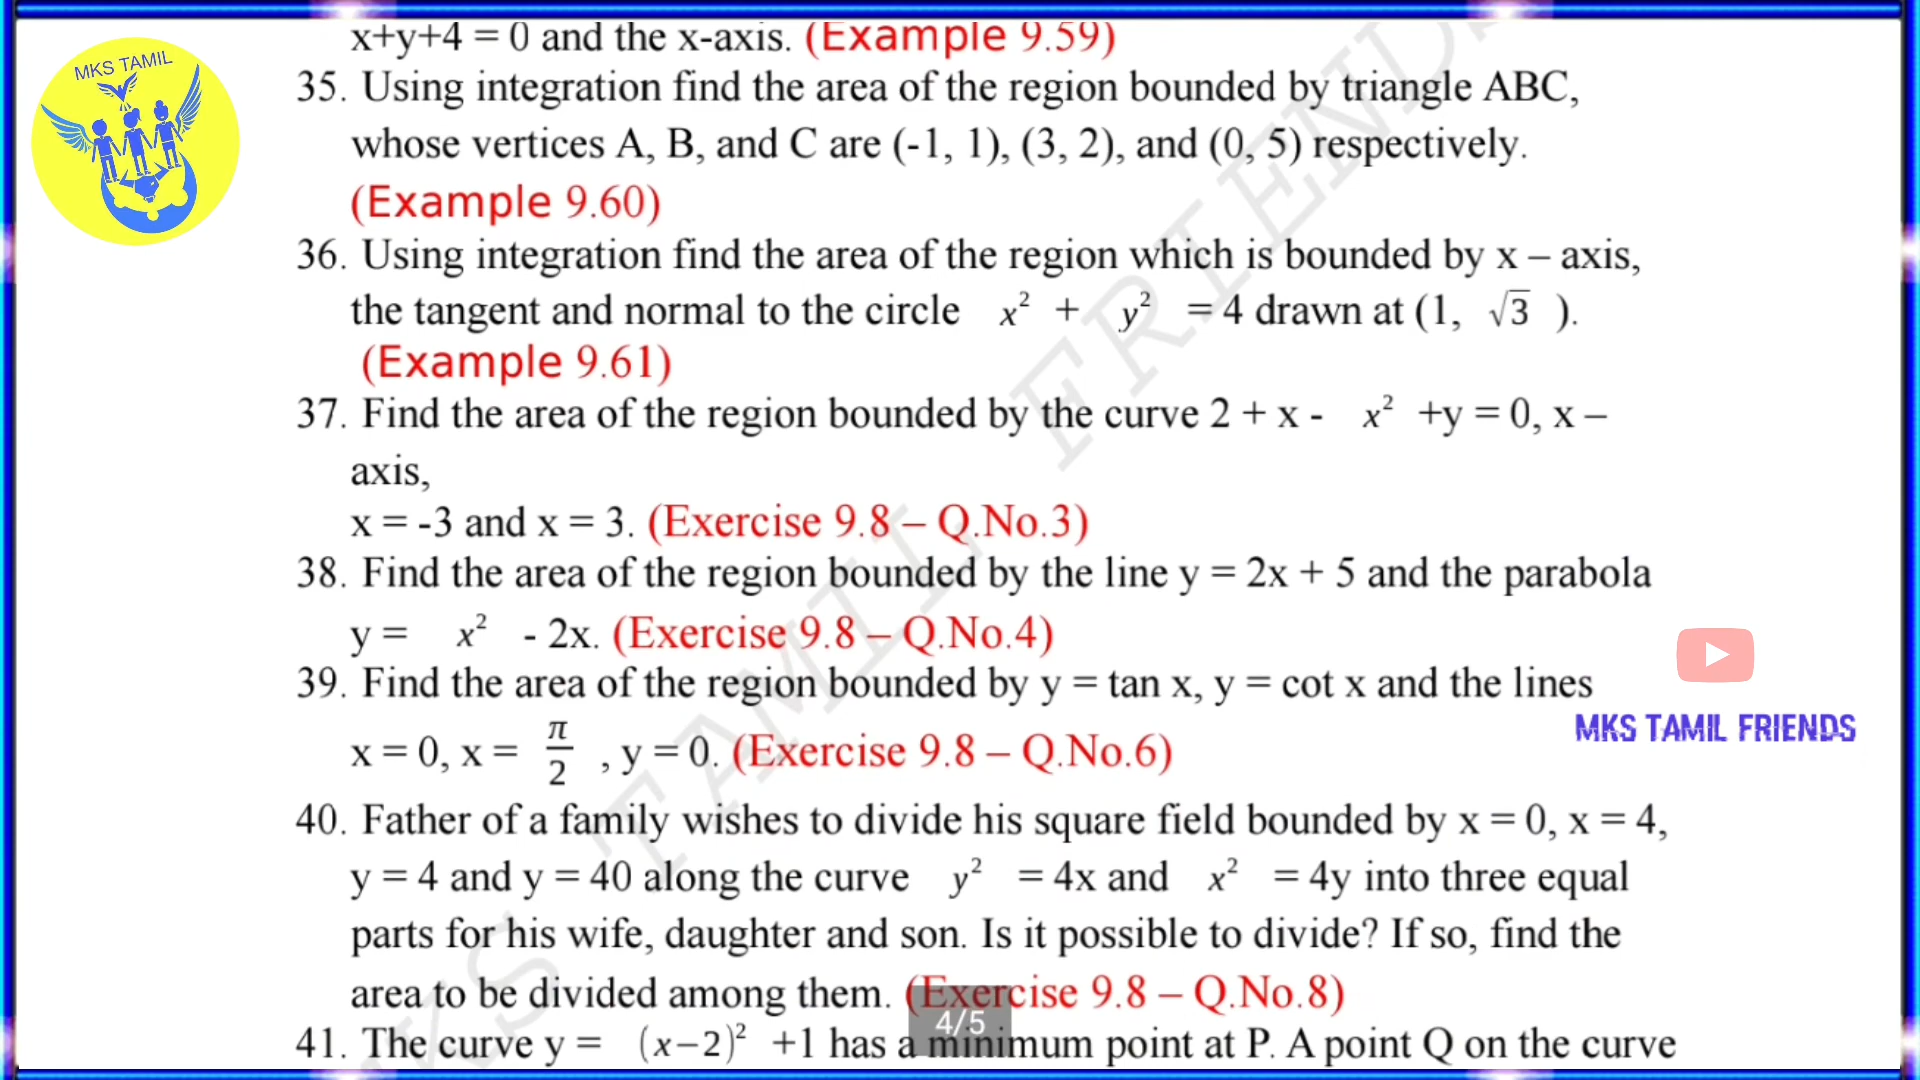 MKS TAMIL
x+y+4 = 0 and the x-axis. (Example 9.59)
35. Using integration find the area of the region bounded by triangle ABC,
whose vertices A, B, and C are (-1, 1), (3, 2), and (0, 5) respectively.
(Example 9.60)
36. Using integration find the area of the region which is bounded by x – axis,
the tangent and normal to the circle x² + y² = 4 drawn at (1, √3 ).
(Example 9.61)
37. Find the area of the region bounded by the curve 2 + x - x² +y = 0, x –
axis,
x = -3 and x = 3. (Exercise 9.8 – Q.No.3)
38. Find the area of the region bounded by the line y = 2x + 5 and the parabola
y = x² - 2x. (Exercise 9.8 – Q.No.4)
39. Find the area of the region bounded by y = tan x, y = cot x and the lines
x = 0, x = π/2 , y = 0. (Exercise 9.8 – Q.No.6)
MKS TAMIL FRIENDS
40. Father of a family wishes to divide his square field bounded by x = 0, x = 4,
y = 4 and y = 40 along the curve y² = 4x and x² = 4y into three equal
parts for his wife, daughter and son. Is it possible to divide? If so, find the
area to be divided among them. (Exercise 9.8 – Q.No.8)
4/5
41. The curve y = (x−2)² +1 has a minimum point at P. A point Q on the curve
MKS TAMIL FRIENDS